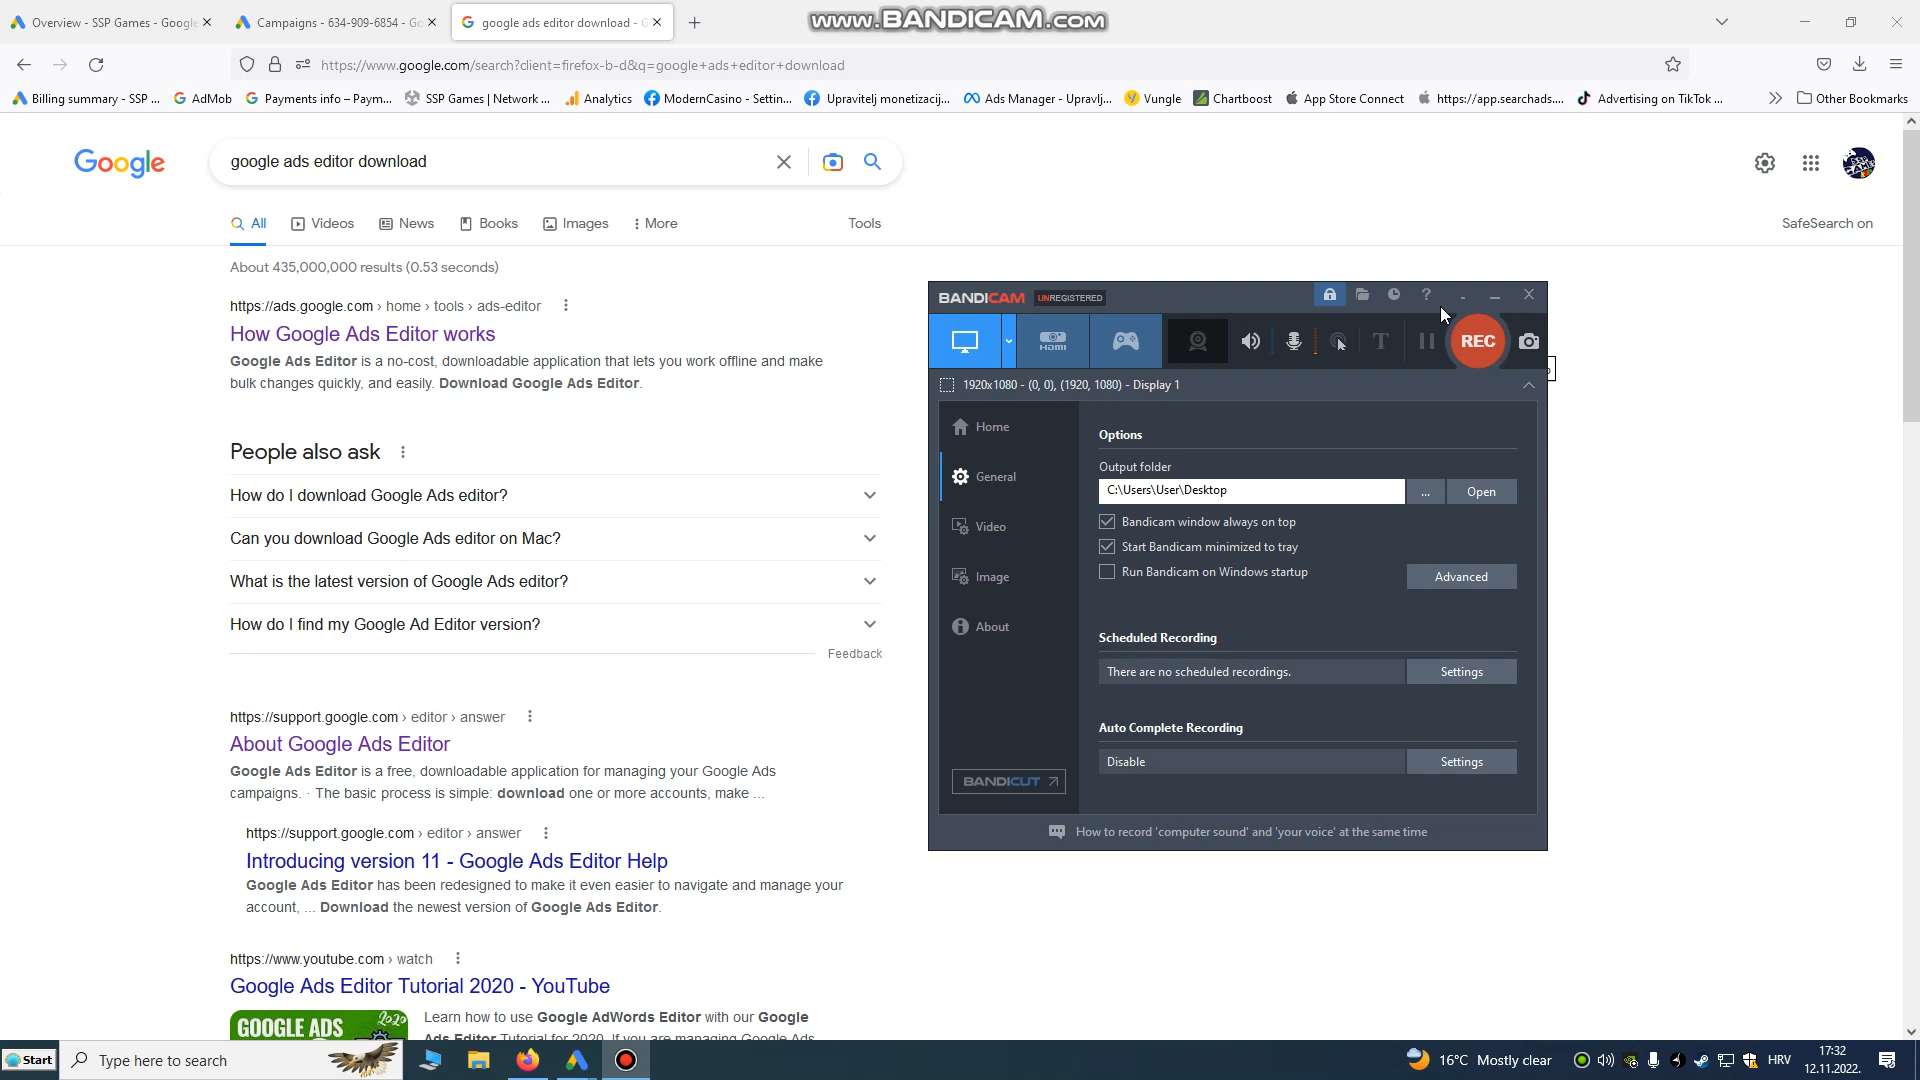 Overview - SSP Games - Google
Campaigns - 634-909-6854 - Go
google ads editor download - G
www.BANDICAM.com
https://www.google.com/search?client=firefox-b-d&q=google+ads+editor+download
Billing summary - SSP ...
AdMob
Payments info – Paym...
SSP Games | Network ...
Analytics
ModernCasino - Settin...
Upravitelj monetizacij...
Ads Manager - Upravlj...
Vungle
Chartboost
App Store Connect
https://app.searchads....
Advertising on TikTok ...
Other Bookmarks
Google
google ads editor download
All
Videos
News
Books
Images
More
Tools
SafeSearch on
About 435,000,000 results (0.53 seconds)
https://ads.google.com › home › tools › ads-editor
How Google Ads Editor works
Google Ads Editor is a no-cost, downloadable application that lets you work offline and make
bulk changes quickly, and easily. Download Google Ads Editor.
People also ask
How do I download Google Ads editor?
Can you download Google Ads editor on Mac?
What is the latest version of Google Ads editor?
How do I find my Google Ad Editor version?
Feedback
https://support.google.com › editor › answer
About Google Ads Editor
Google Ads Editor is a free, downloadable application for managing your Google Ads
campaigns. · The basic process is simple: download one or more accounts, make ...
https://support.google.com › editor › answer
Introducing version 11 - Google Ads Editor Help
Google Ads Editor has been redesigned to make it even easier to navigate and manage your
account, ... Download the newest version of Google Ads Editor.
https://www.youtube.com › watch
Google Ads Editor Tutorial 2020 - YouTube
GOOGLE ADS
2020
Learn how to use Google AdWords Editor with our Google
Ads Editor Tutorial for 2020. If you are managing Google Ads
BANDICAM UNREGISTERED
HDMI
T
REC
1920x1080 - (0, 0), (1920, 1080) - Display 1
Home
General
Video
Image
About
BANDICUT
Options
Output folder
C:\Users\User\Desktop
...
Open
Bandicam window always on top
Start Bandicam minimized to tray
Run Bandicam on Windows startup
Advanced
Scheduled Recording
There are no scheduled recordings.
Settings
Auto Complete Recording
Disable
Settings
How to record 'computer sound' and 'your voice' at the same time
Start
Type here to search
16°C Mostly clear
HRV
17:32
12.11.2022.